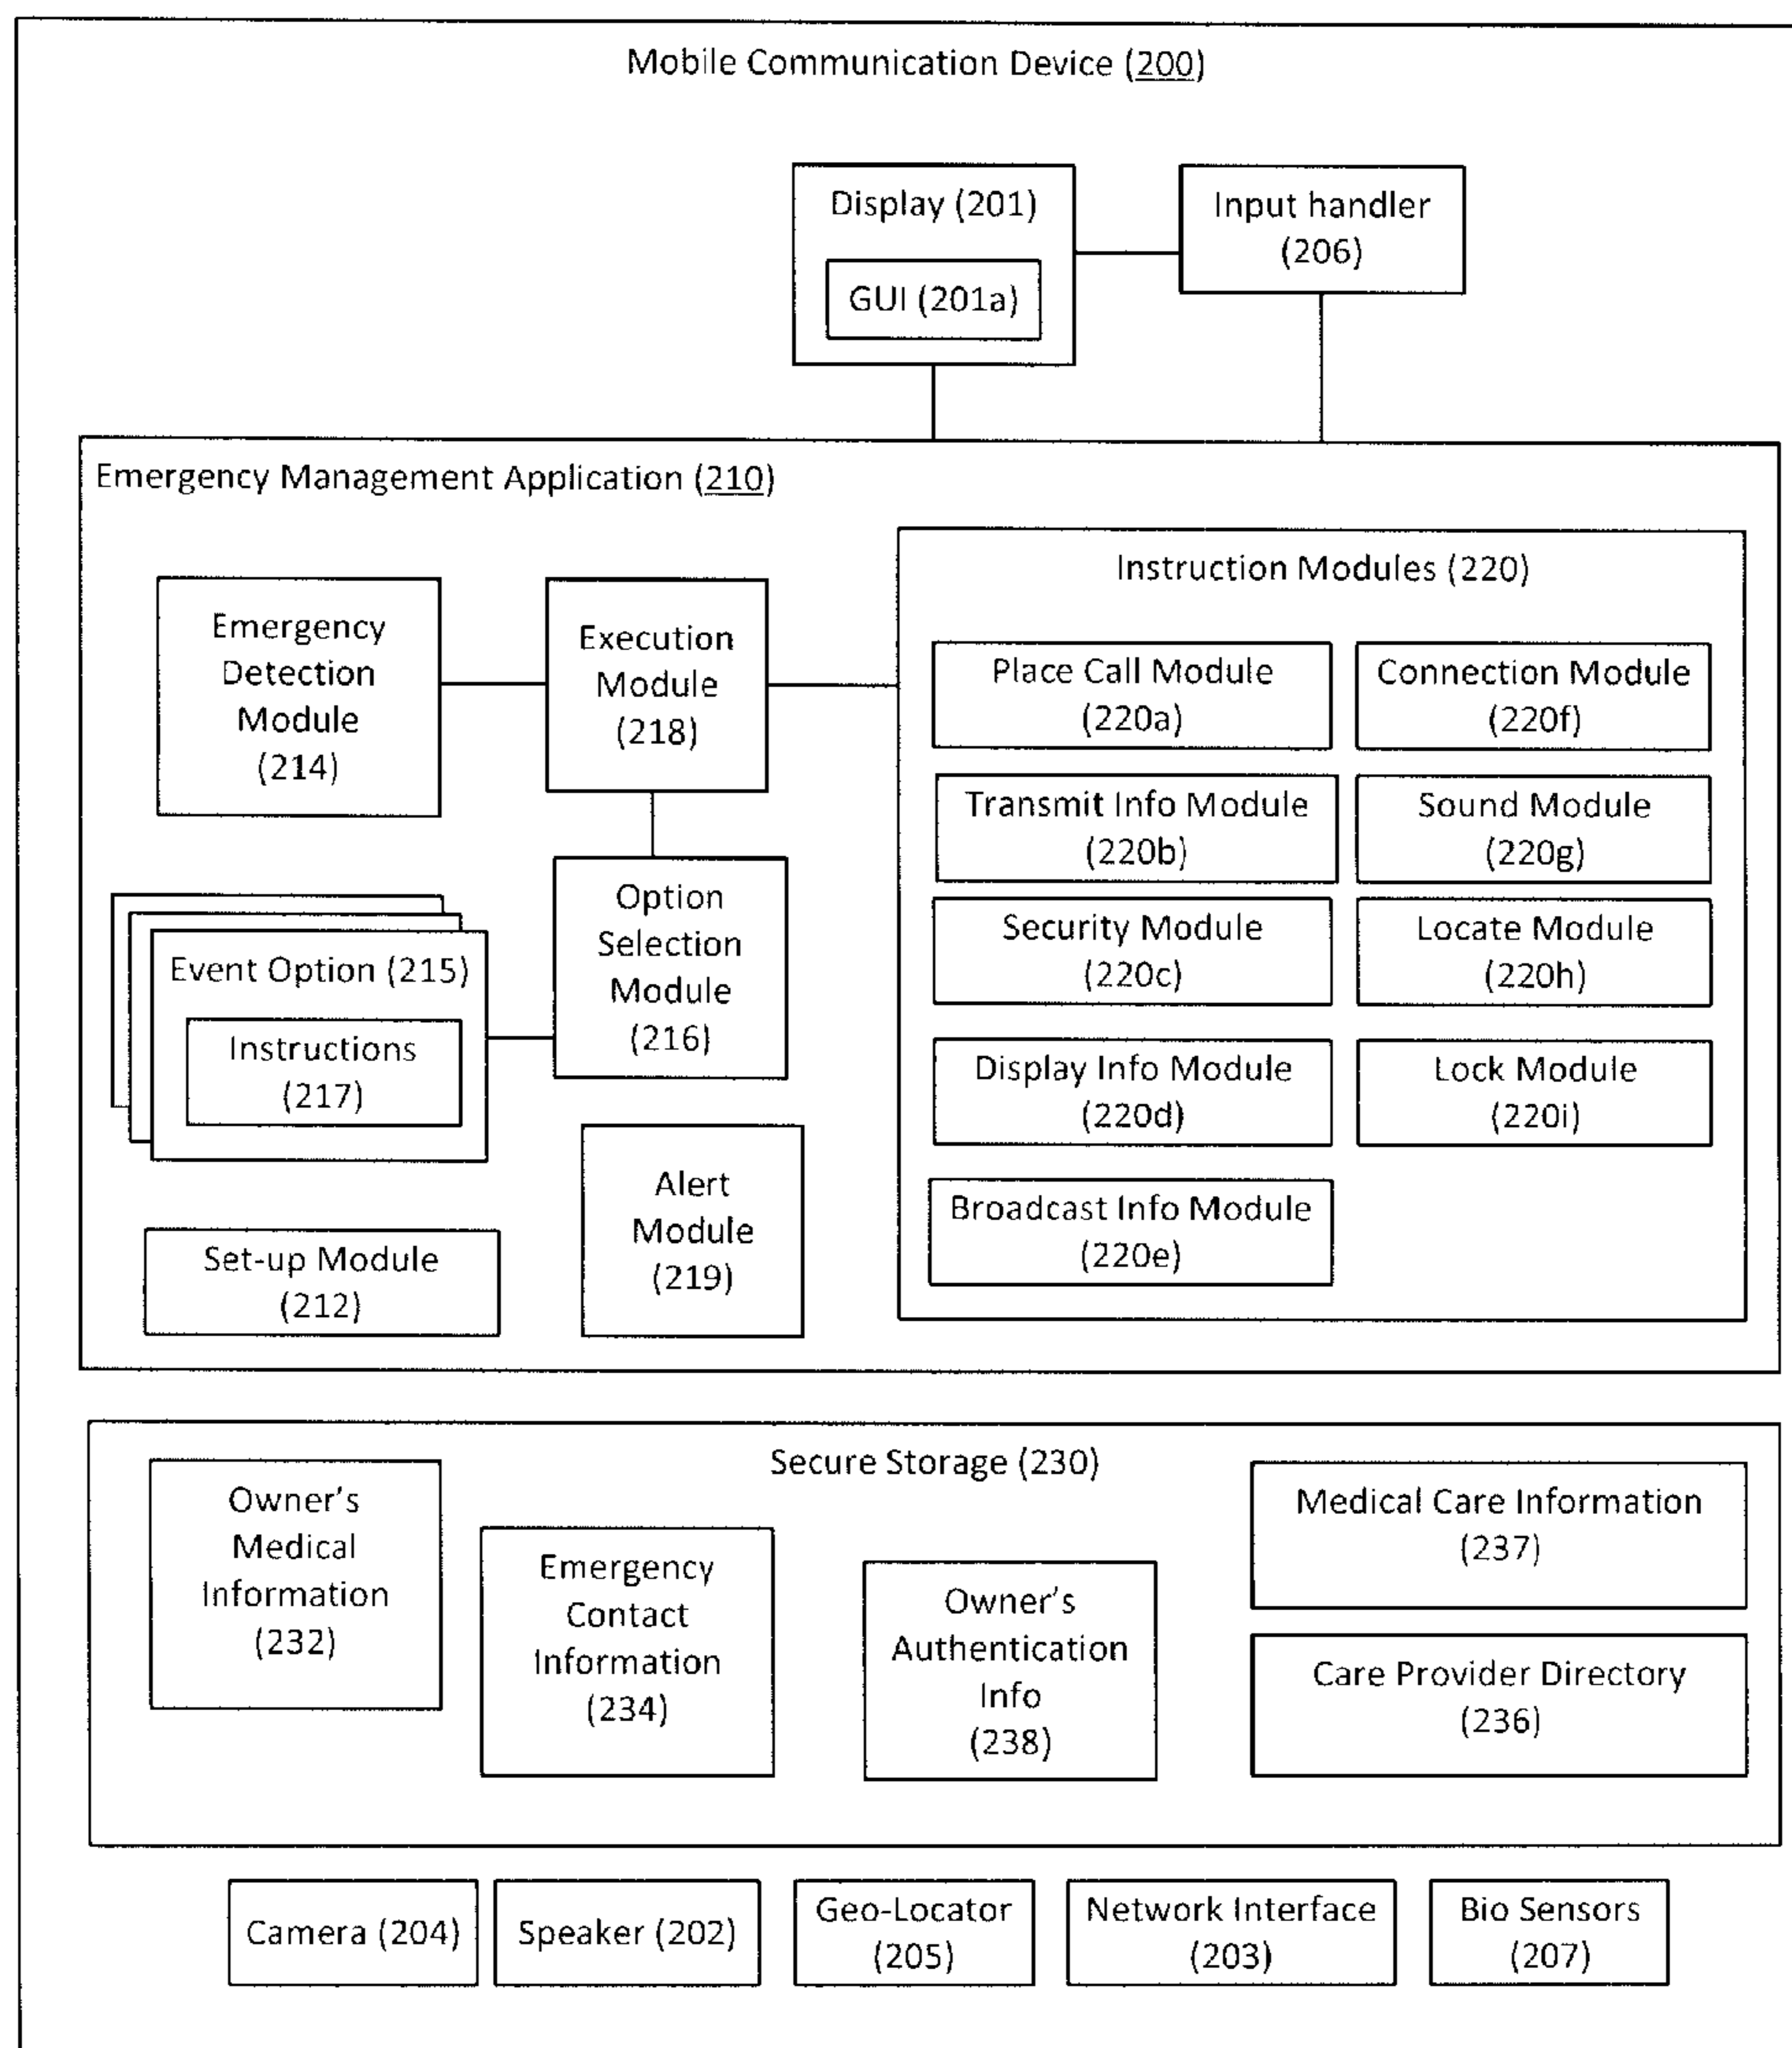 Mobile Communication Device (200)
Display (201)
GUI (201a)
Input handler
(206)
Emergency Management Application (210)
Emergency
Detection
Module
(214)
Execution
Module
(218)
Option
Selection
Module
(216)
Event Option (215)
Instructions
(217)
Alert
Module
(219)
Set-up Module
(212)
Instruction Modules (220)
Place Call Module
(220a)
Connection Module
(220f)
Transmit Info Module
(220b)
Sound Module
(220g)
Security Module
(220c)
Locate Module
(220h)
Display Info Module
(220d)
Lock Module
(220i)
Broadcast Info Module
(220e)
Secure Storage (230)
Owner's
Medical
Information
(232)
Emergency
Contact
Information
(234)
Owner's
Authentication
Info
(238)
Medical Care Information
(237)
Care Provider Directory
(236)
Camera (204)
Speaker (202)
Geo-Locator
(205)
Network Interface
(203)
Bio Sensors
(207)